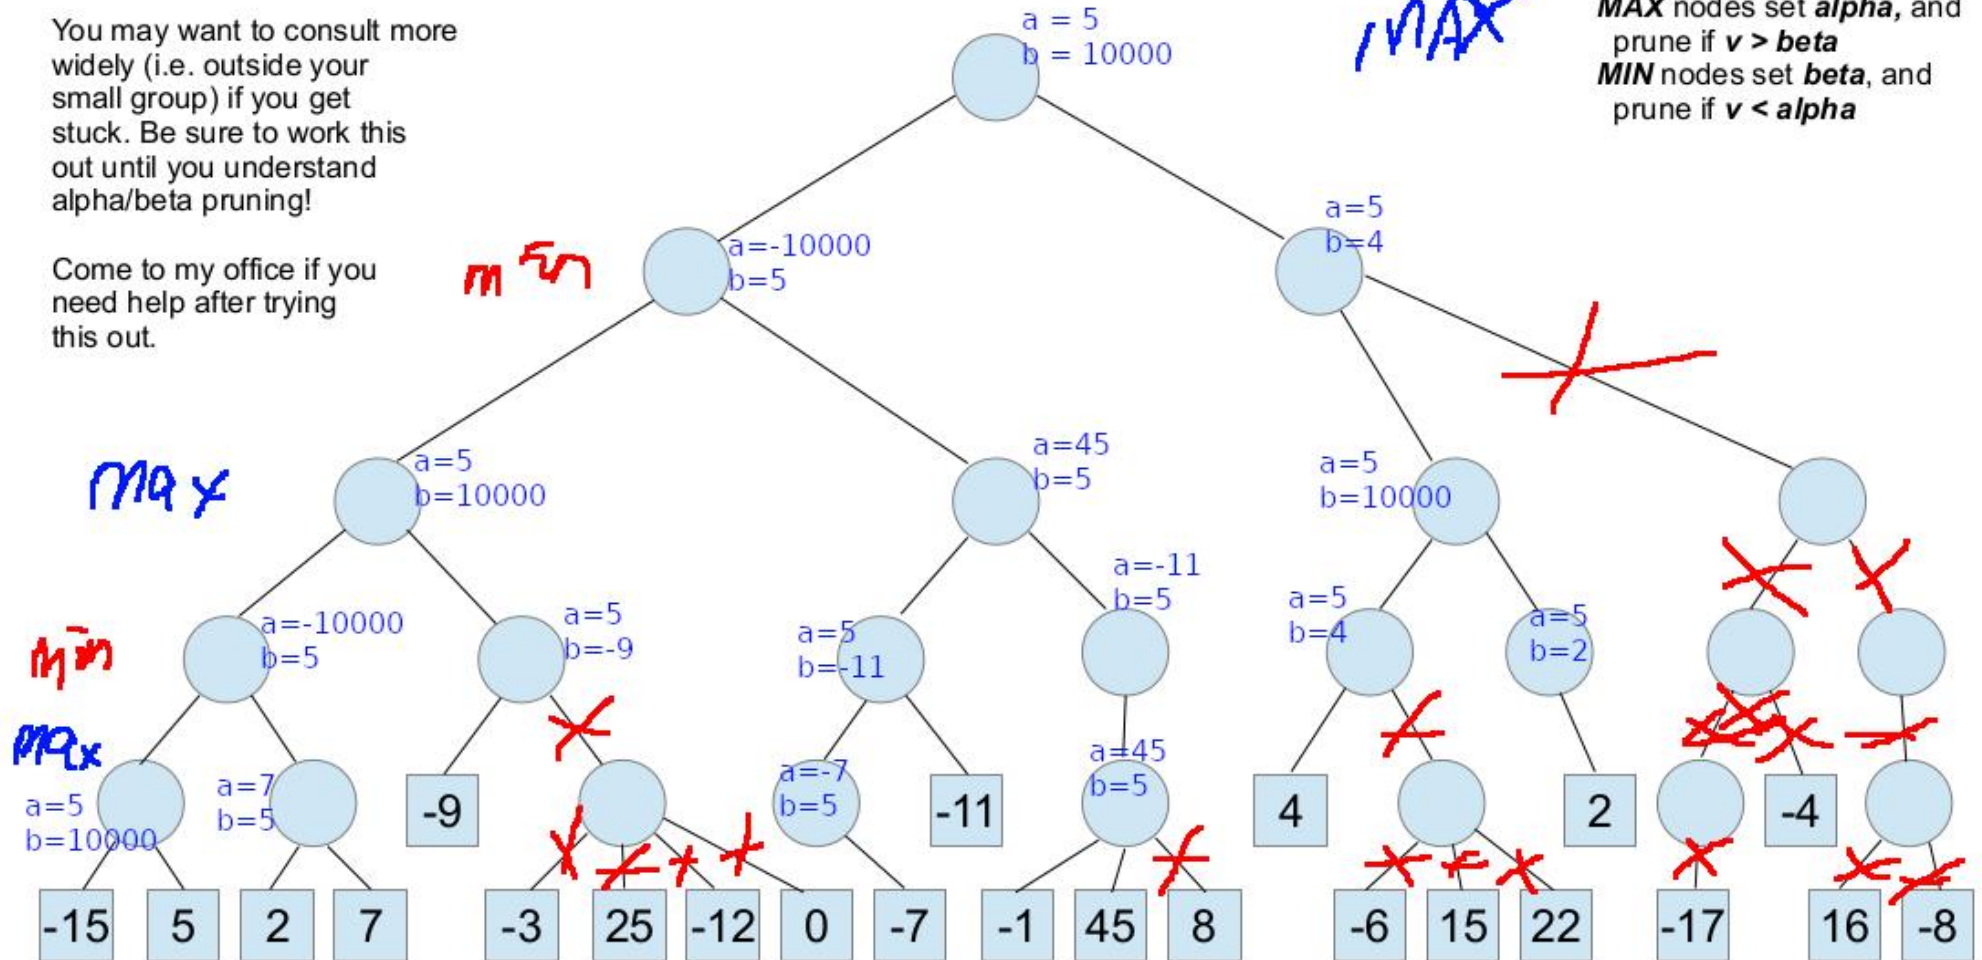 You may want to consult more
widely (i.e. outside your
small group) if you get
stuck. Be sure to work this
out until you understand
alpha/beta pruning!
Come to my office if you
need help after trying
this out.
a = 5
b = 10000
MAX
MAX nodes set alpha, and
prune if v > beta
MIN nodes set beta, and
prune if v < alpha
min
a=-10000
b=5
a=5
b=4
max
a=5
b=10000
a=45
b=5
a=5
b=10000
min
a=-10000
b=5
a=5
b=-9
a=5
b=-11
a=-11
b=5
a=5
b=4
a=5
b=2
max
a=5
b=10000
a=7
b=5
-9
a=-7
b=5
-11
a=45
b=5
4
2
-4
-15 5 2 7 -3 25 -12 0 -7 -1 45 8 -6 15 22 -17 16 -8